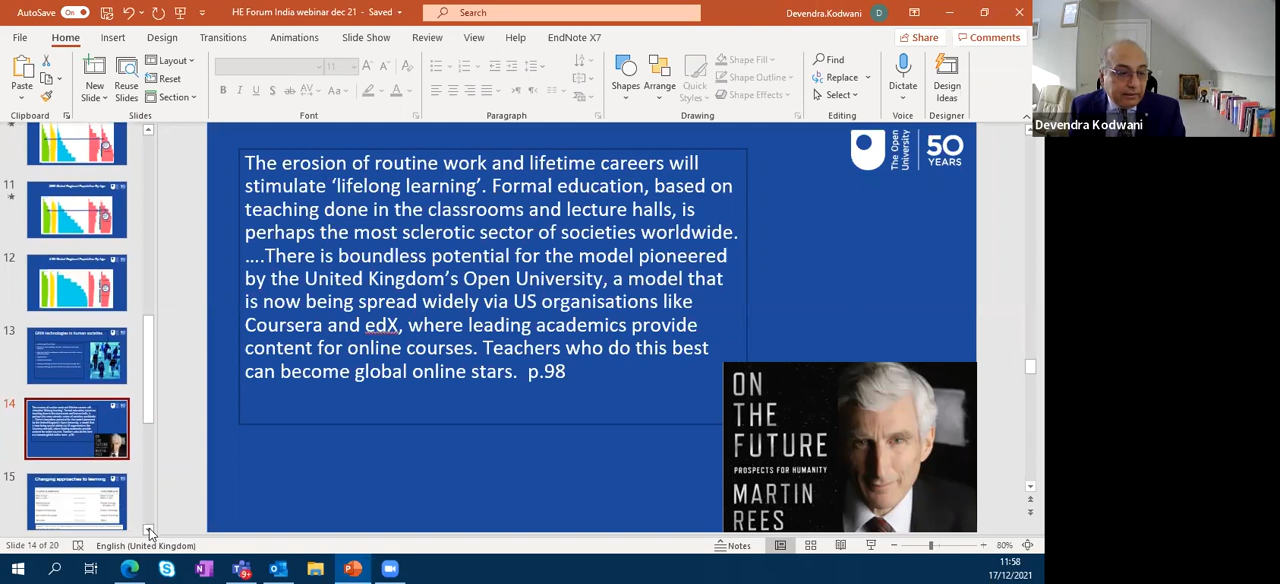 AutoSave On HE Forum India webinar dec 21 - Saved Search Devendra.Kodwani D
File Home Insert Design Transitions Animations Slide Show Review View Help EndNote X7 Share Comments
Paste New Slide Reuse Slides Layout Reset Section 11 Shapes Arrange Quick Styles Shape Fill Shape Outline Shape Effects Find Replace Select Dictate Design Ideas
Clipboard Slides Font Paragraph Drawing Editing Voice Designer
Devendra Kodwani
The erosion of routine work and lifetime careers will
stimulate ‘lifelong learning’. Formal education, based on
teaching done in the classrooms and lecture halls, is
perhaps the most sclerotic sector of societies worldwide.
....There is boundless potential for the model pioneered
by the United Kingdom’s Open University, a model that
is now being spread widely via US organisations like
Coursera and edX, where leading academics provide
content for online courses. Teachers who do this best
can become global online stars. p.98
The Open University
50 YEARS
ON
THE
FUTURE
PROSPECTS FOR HUMANITY
MARTIN
REES
11
12
13
14
15
Changing approaches to learning
Slide 14 of 20 English (United Kingdom) Notes 80%
11:58
17/12/2021